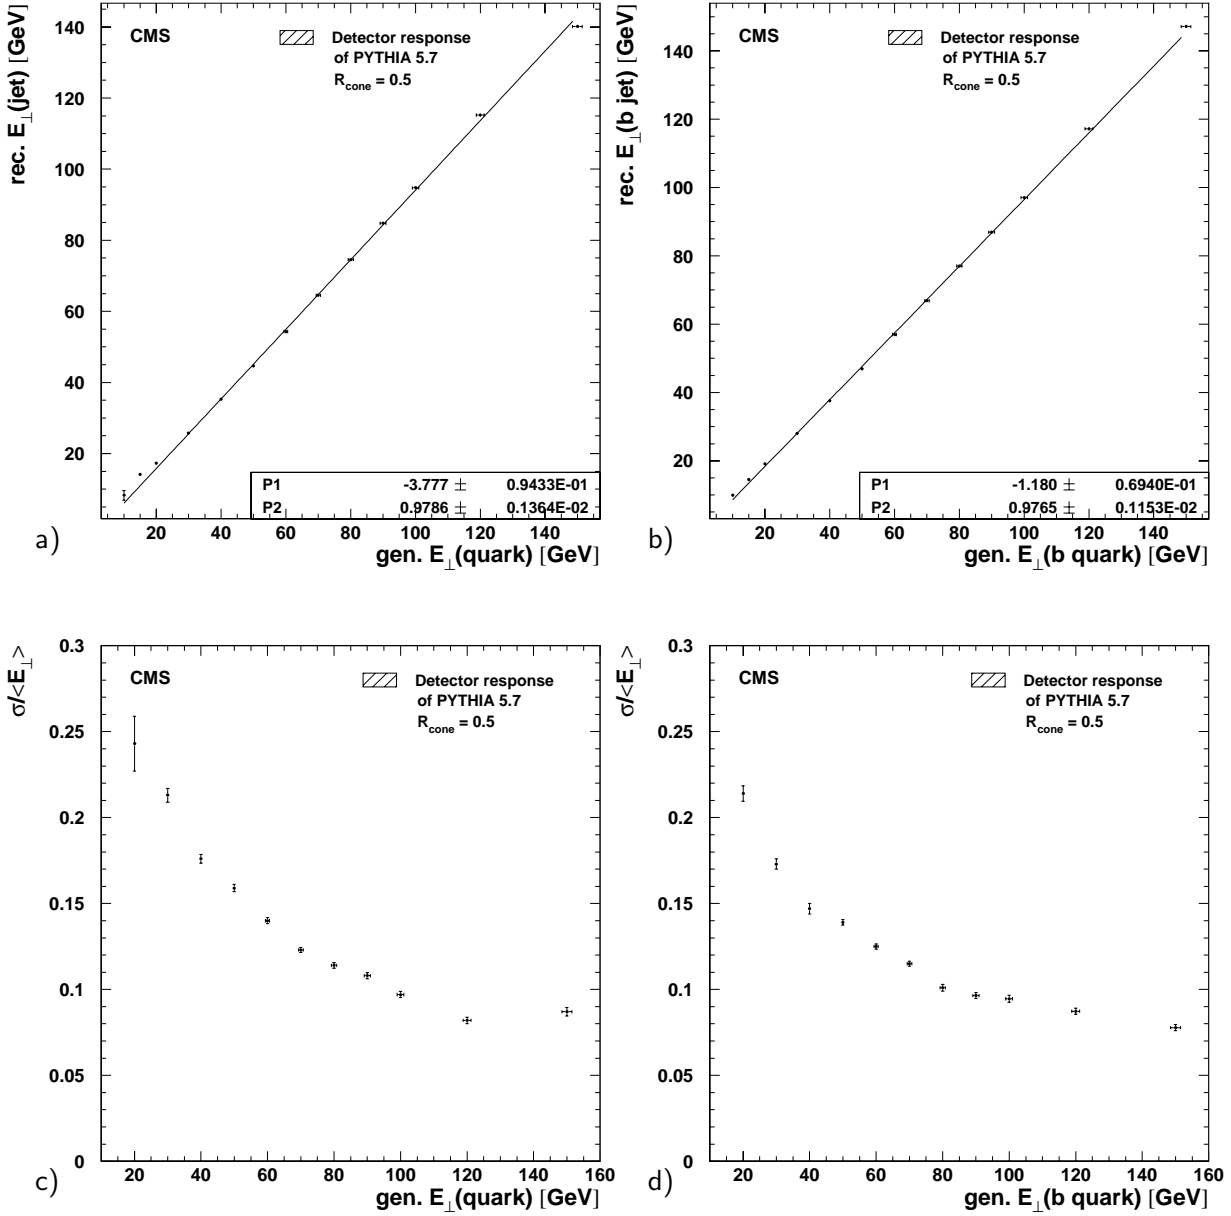 rec. E⊥(jet) [GeV]
140
120
100
80
60
40
20
CMS
Detector response
of PYTHIA 5.7
Rcone = 0.5
P1 -3.777 ± 0.9433E-01
P2 0.9786 ± 0.1364E-02
20 40 60 80 100 120 140
gen. E⊥(quark) [GeV]
a)
rec. E⊥(b jet) [GeV]
140
120
100
80
60
40
20
CMS
Detector response
of PYTHIA 5.7
Rcone = 0.5
P1 -1.180 ± 0.6940E-01
P2 0.9765 ± 0.1153E-02
20 40 60 80 100 120 140
gen. E⊥(b quark) [GeV]
b)
σ/<E⊥>
0.3
0.25
0.2
0.15
0.1
0.05
0
CMS
Detector response
of PYTHIA 5.7
Rcone = 0.5
20 40 60 80 100 120 140 160
gen. E⊥(quark) [GeV]
c)
σ/<E⊥>
0.3
0.25
0.2
0.15
0.1
0.05
0
CMS
Detector response
of PYTHIA 5.7
Rcone = 0.5
20 40 60 80 100 120 140 160
gen. E⊥(b quark) [GeV]
d)